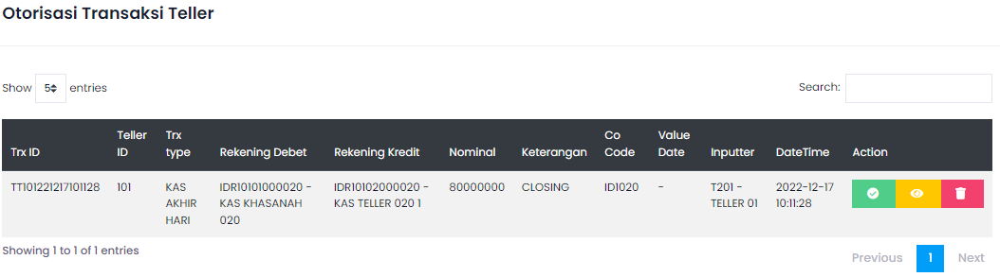 Otorisasi Transaksi Teller
Show 5 entries
Search:
Trx ID Teller ID Trx type Rekening Debet Rekening Kredit Nominal Keterangan Co Code Value Date Inputter DateTime Action
TT101221217101128 101 KAS AKHIR HARI IDR10101000020 - KAS KHASANAH 020 IDR10102000020 - KAS TELLER 020 1 80000000 CLOSING ID1020 - T201 - TELLER 01 2022-12-17 10:11:28
Showing 1 to 1 of 1 entries
Previous 1 Next